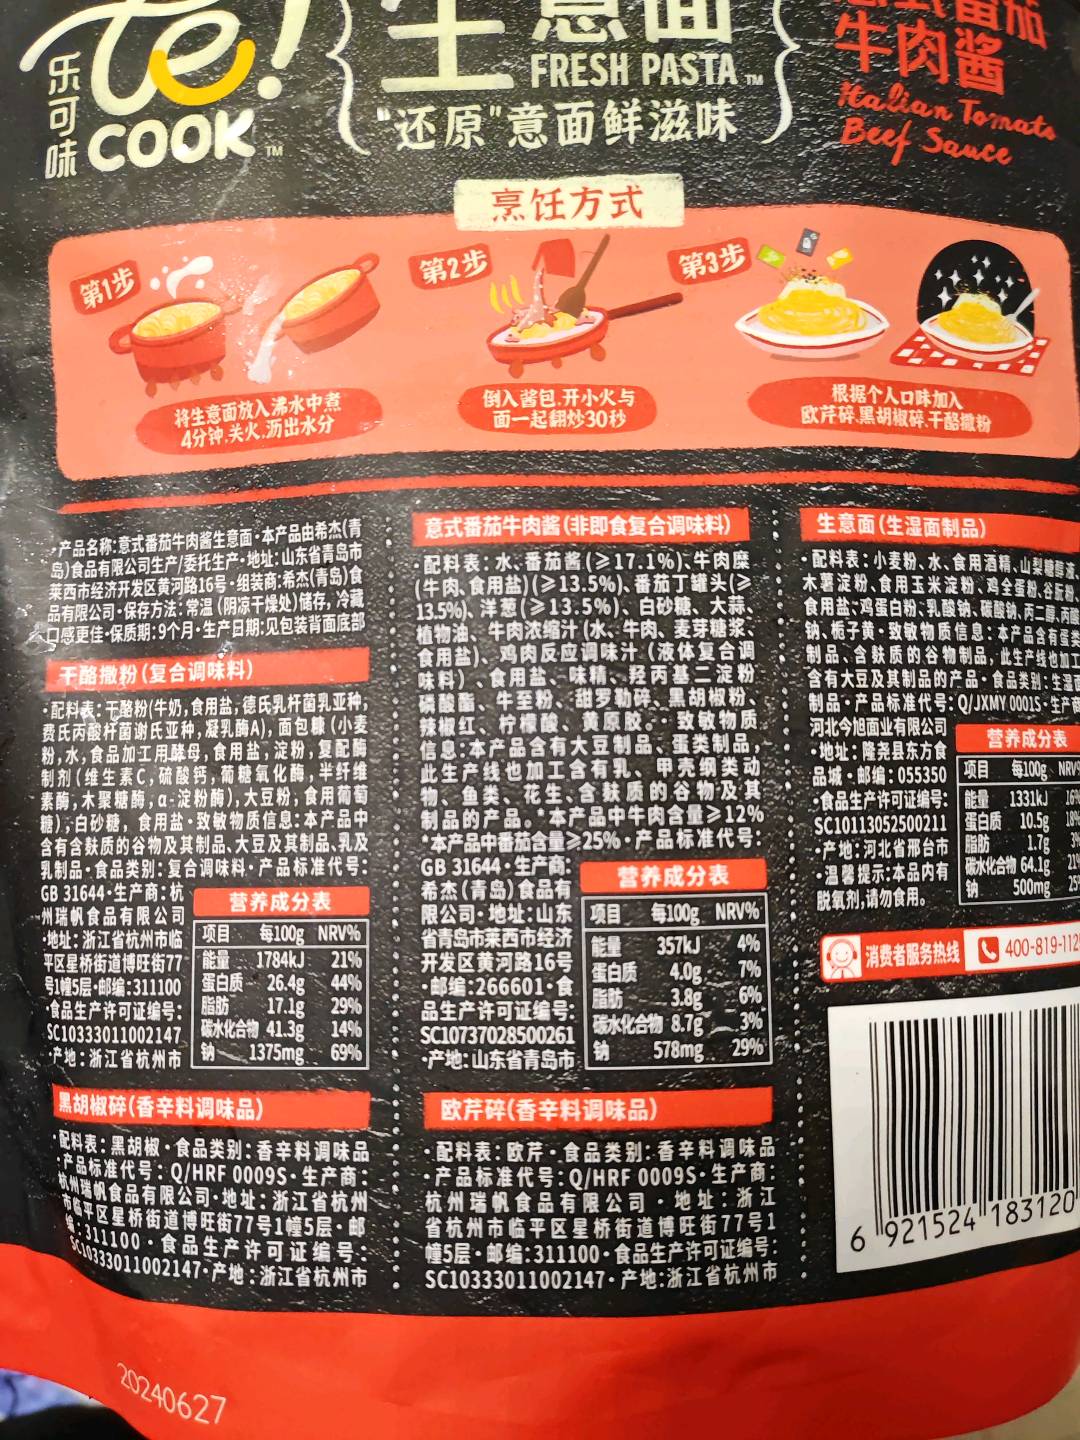 te!
乐可味
COOK™
生意面
FRESH PASTA™
"还原"意面鲜滋味
牛肉酱
Italian Tomato
Beef Sauce
烹饪方式
第1步
将生意面放入沸水中煮
4分钟,关火,沥出水分
第2步
倒入酱包,开小火与
面一起翻炒30秒
第3步
根据个人口味加入
欧芹碎、黑胡椒碎、干酪撒粉
·产品名称:意式番茄牛肉酱生意面·本产品由希杰(青
岛)食品有限公司生产/委托生产·地址:山东省青岛市
莱西市经济开发区黄河路16号·组装商:希杰(青岛)食
品有限公司·保存方法:常温(阴凉干燥处)储存,冷藏
口感更佳·保质期:9个月·生产日期:见包装背面底部
干酪撒粉(复合调味料)
·配料表:干酪粉(牛奶,食用盐,德氏乳杆菌乳亚种,
费氏丙酸杆菌谢氏亚种,凝乳酶A),面包糠(小麦
粉,水,食品加工用酵母,食用盐,淀粉,复配酶
制剂(维生素C,硫酸钙,葡糖氧化酶,半纤维
素酶,木聚糖酶,α-淀粉酶),大豆粉,食用葡萄
糖),白砂糖,食用盐·致敏物质信息:本产品中
含有含麸质的谷物及其制品、大豆及其制品、乳及
乳制品·食品类别:复合调味料·产品标准代号:
GB 31644·生产商:杭
州瑞帆食品有限公司
·地址:浙江省杭州市临
平区星桥街道博旺街77
号1幢5层·邮编:311100
·食品生产许可证编号:
SC10333011002147
·产地:浙江省杭州市
营养成分表
项目 每100g NRV%
能量 1784kJ 21%
蛋白质 26.4g 44%
脂肪 17.1g 29%
碳水化合物 41.3g 14%
钠 1375mg 69%
黑胡椒碎(香辛料调味品)
·配料表:黑胡椒·食品类别:香辛料调味品
·产品标准代号:Q/HRF 0009S·生产商:
杭州瑞帆食品有限公司·地址:浙江省杭州
市临平区星桥街道博旺街77号1幢5层·邮
编:311100·食品生产许可证编号:
SC10333011002147·产地:浙江省杭州市
意式番茄牛肉酱(非即食复合调味料)
·配料表:水、番茄酱(≥17.1%)、牛肉糜
(牛肉、食用盐)(≥13.5%)、番茄丁罐头(≥
13.5%)、洋葱(≥13.5%)、白砂糖、大蒜、
植物油、牛肉浓缩汁(水、牛肉、麦芽糖浆、
食用盐)、鸡肉反应调味汁(液体复合调
味料)、食用盐、味精、羟丙基二淀粉
磷酸酯、牛至粉、甜罗勒碎、黑胡椒粉、
辣椒红、柠檬酸、黄原胶。·致敏物质
信息:本产品含有大豆制品、蛋类制品,
此生产线也加工含有乳、甲壳纲类动
物、鱼类、花生、含麸质的谷物及其
制品的产品。*本产品中牛肉含量≥12%
*本产品中番茄含量≥25%·产品标准代号:
GB 31644·生产商:
希杰(青岛)食品有
限公司·地址:山东
省青岛市莱西市经济
开发区黄河路16号
·邮编:266601·食
品生产许可证编号:
SC10737028500261
·产地:山东省青岛市
营养成分表
项目 每100g NRV%
能量 357kJ 4%
蛋白质 4.0g 7%
脂肪 3.8g 6%
碳水化合物 8.7g 3%
钠 578mg 29%
欧芹碎(香辛料调味品)
·配料表:欧芹·食品类别:香辛料调味品
·产品标准代号:Q/HRF 0009S·生产商:
杭州瑞帆食品有限公司·地址:浙江
省杭州市临平区星桥街道博旺街77号1
幢5层·邮编:311100·食品生产许可证编号:
SC10333011002147·产地:浙江省杭州市
生意面(生湿面制品)
·配料表:小麦粉、水、食用酒精、山梨糖醇液、
木薯淀粉、食用玉米淀粉、鸡全蛋粉、谷朊粉、
食用盐、鸡蛋白粉、乳酸钠、碳酸钠、丙二醇、丙酸
钠、栀子黄·致敏物质信息:本产品含有蛋类
制品、含麸质的谷物制品,此生产线也加工
含有大豆及其制品的产品·食品类别:生湿面
制品·产品标准代号:Q/JXMY 0001S·生产商
河北今旭面业有限公司
·地址:隆尧县东方食
品城·邮编:055350
·食品生产许可证编号:
SC10113052500211
·产地:河北省邢台市
·温馨提示:本品内有
脱氧剂,请勿食用。
营养成分表
项目 每100g NRV%
能量 1331kJ 16%
蛋白质 10.5g 18%
脂肪 1.7g 3%
碳水化合物 64.1g 21%
钠 500mg 25%
消费者服务热线 400-819-112
6 921524 183120
20240627